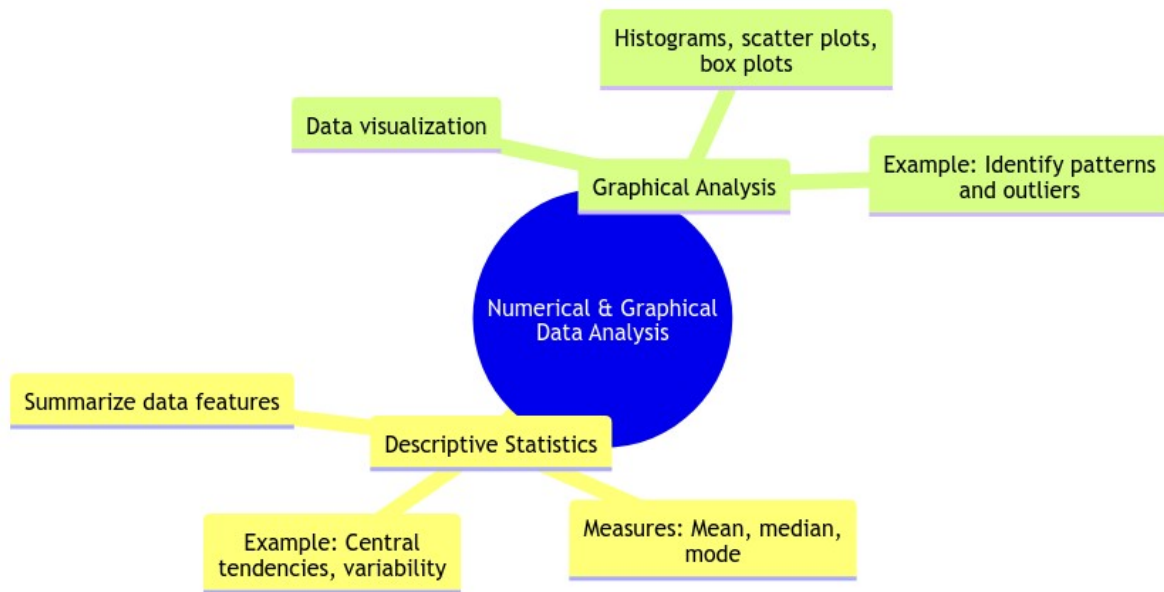 Histograms, scatter plots,
box plots
Data visualization
Graphical Analysis
Example: Identify patterns
and outliers
Numerical & Graphical
Data Analysis
Summarize data features
Descriptive Statistics
Example: Central
tendencies, variability
Measures: Mean, median,
mode